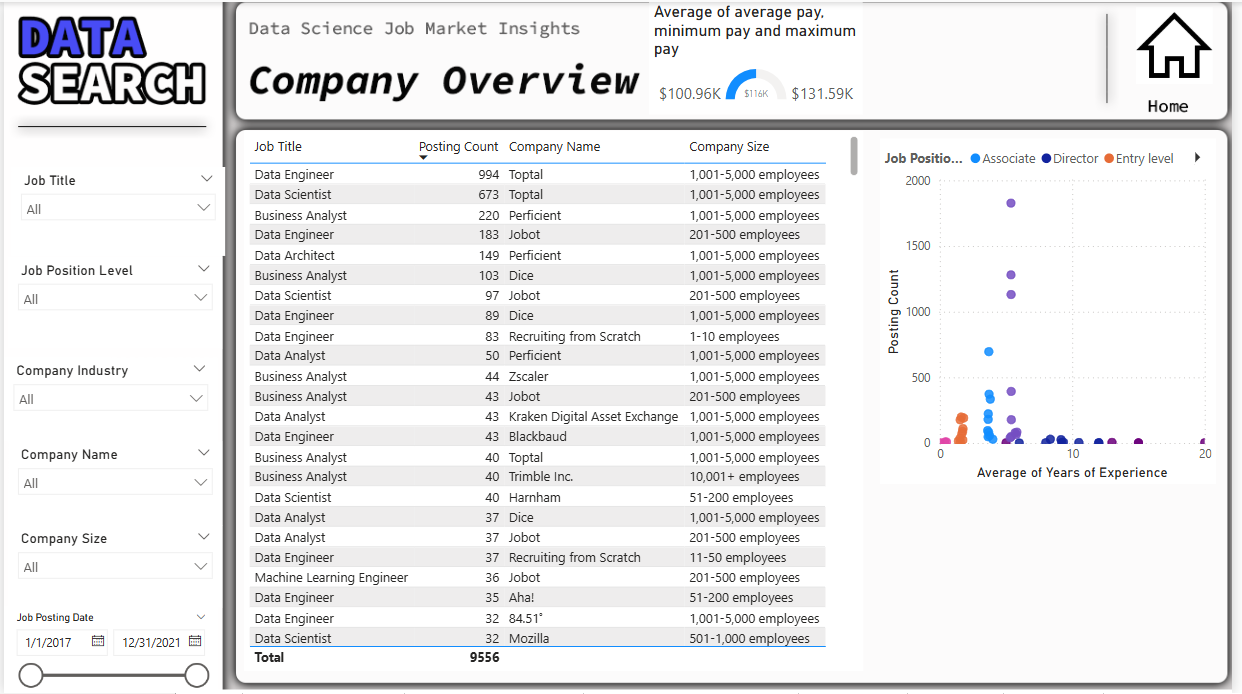 DATA
SEARCH
Data Science Job Market Insights
Company Overview
Average of average pay,
minimum pay and maximum
pay
$100.96K $116K $131.59K
Home
Job Title
All
Job Position Level
All
Company Industry
All
Company Name
All
Company Size
All
Job Posting Date
1/1/2017 12/31/2021
Job Title Posting Count Company Name Company Size
Data Engineer 994 Toptal 1,001-5,000 employees
Data Scientist 673 Toptal 1,001-5,000 employees
Business Analyst 220 Perficient 1,001-5,000 employees
Data Engineer 183 Jobot 201-500 employees
Data Architect 149 Perficient 1,001-5,000 employees
Business Analyst 103 Dice 1,001-5,000 employees
Data Scientist 97 Jobot 201-500 employees
Data Engineer 89 Dice 1,001-5,000 employees
Data Engineer 83 Recruiting from Scratch 1-10 employees
Data Analyst 50 Perficient 1,001-5,000 employees
Business Analyst 44 Zscaler 1,001-5,000 employees
Business Analyst 43 Jobot 201-500 employees
Data Analyst 43 Kraken Digital Asset Exchange 1,001-5,000 employees
Data Engineer 43 Blackbaud 1,001-5,000 employees
Business Analyst 40 Toptal 1,001-5,000 employees
Business Analyst 40 Trimble Inc. 10,001+ employees
Data Scientist 40 Harnham 51-200 employees
Data Analyst 37 Dice 1,001-5,000 employees
Data Analyst 37 Jobot 201-500 employees
Data Engineer 37 Recruiting from Scratch 11-50 employees
Machine Learning Engineer 36 Jobot 201-500 employees
Data Engineer 35 Aha! 51-200 employees
Data Engineer 32 84.51˚ 1,001-5,000 employees
Data Scientist 32 Mozilla 501-1,000 employees
Total 9556
Job Positio... Associate Director Entry level
2000
1500
1000
500
0
0 10 20
Posting Count
Average of Years of Experience